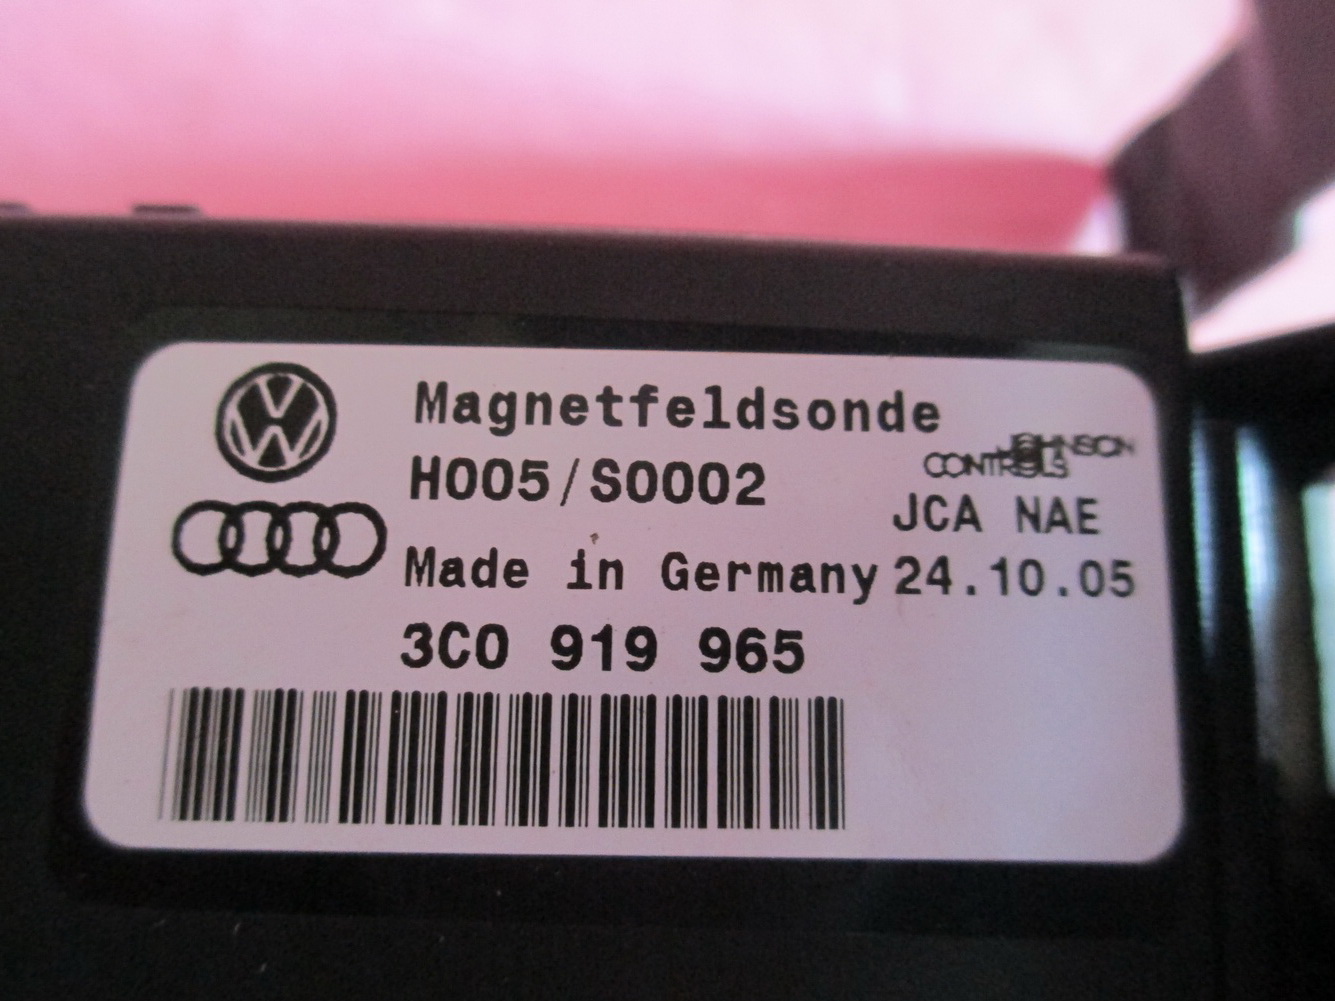 Magnetfeldsonde
H005/S0002
JOHNSON
CONTROLS
JCA NAE
Made in Germany 24.10.05
3C0 919 965